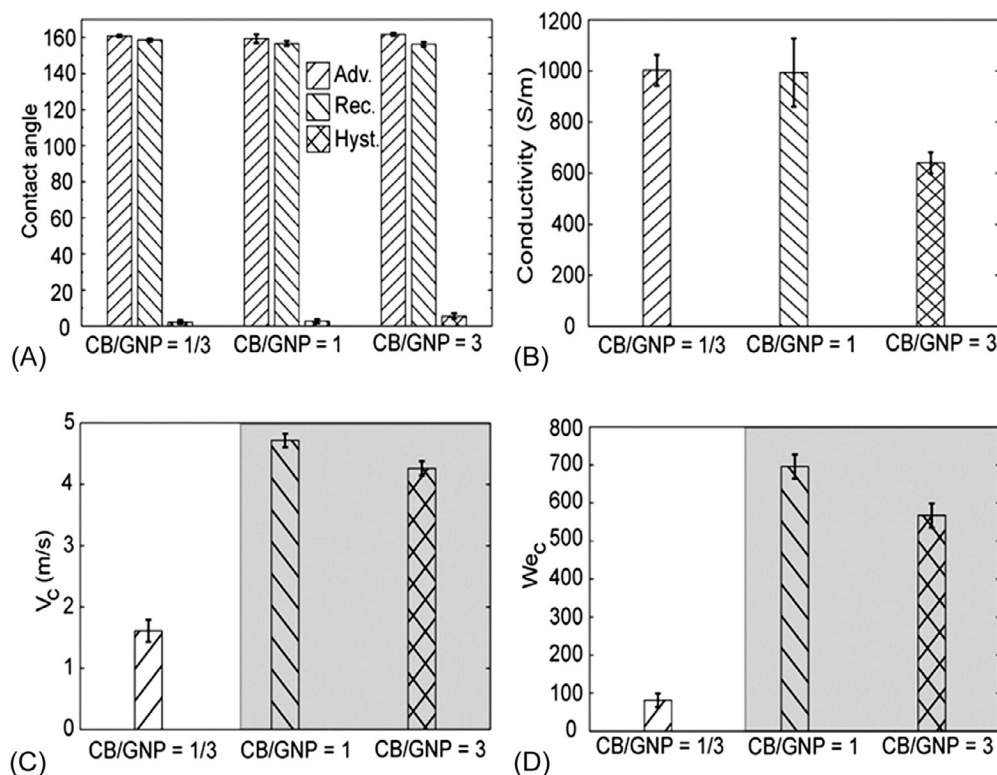 Contact angle
160
140
120
100
80
60
40
20
0
Adv.
Rec.
Hyst.
CB/GNP = 1/3 CB/GNP = 1 CB/GNP = 3
(A)
Conductivity (S/m)
1200
1000
800
600
400
200
0
CB/GNP = 1/3 CB/GNP = 1 CB/GNP = 3
(B)
Vc (m/s)
5
4
3
2
1
0
CB/GNP = 1/3 CB/GNP = 1 CB/GNP = 3
(C)
Wec
800
700
600
500
400
300
200
100
0
CB/GNP = 1/3 CB/GNP = 1 CB/GNP = 3
(D)